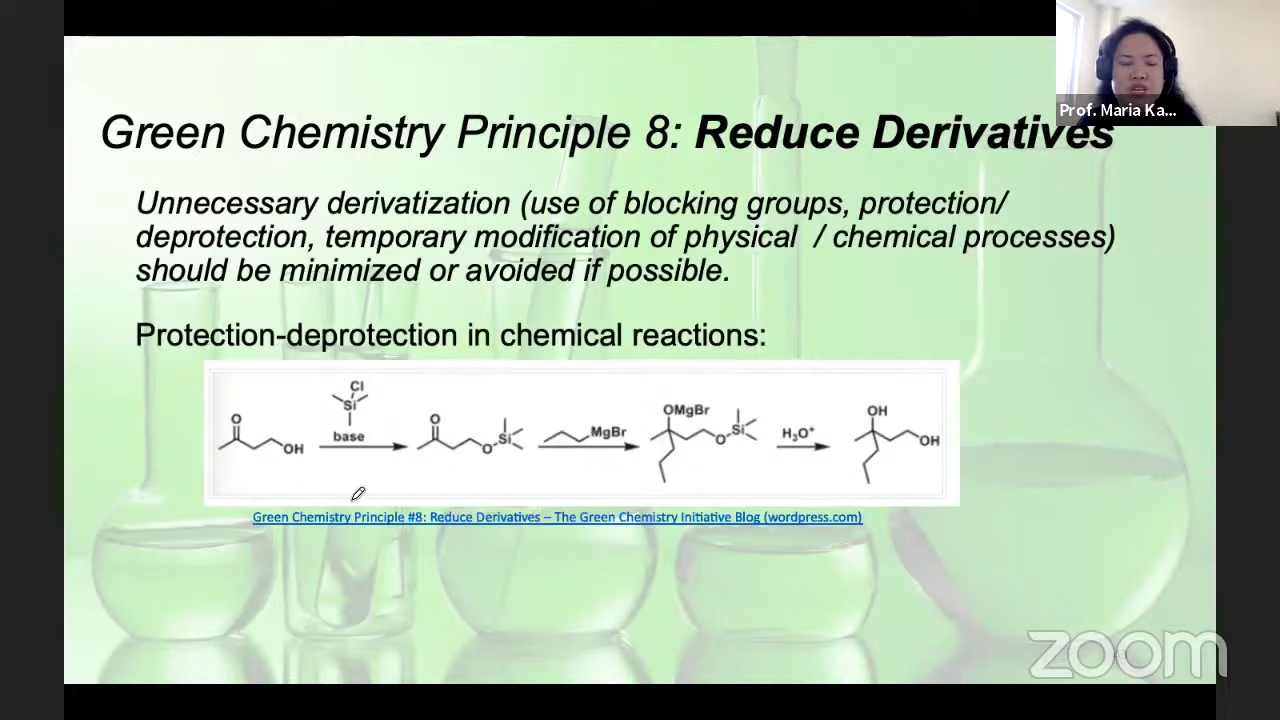 Prof. Maria Ka...
Green Chemistry Principle 8: Reduce Derivatives
Unnecessary derivatization (use of blocking groups, protection/
deprotection, temporary modification of physical / chemical processes)
should be minimized or avoided if possible.
Protection-deprotection in chemical reactions:
O
OH
Cl
Si
base
O
O
Si
MgBr
OMgBr
O
Si
H₃O⁺
OH
OH
Green Chemistry Principle #8: Reduce Derivatives – The Green Chemistry Initiative Blog (wordpress.com)
zoom